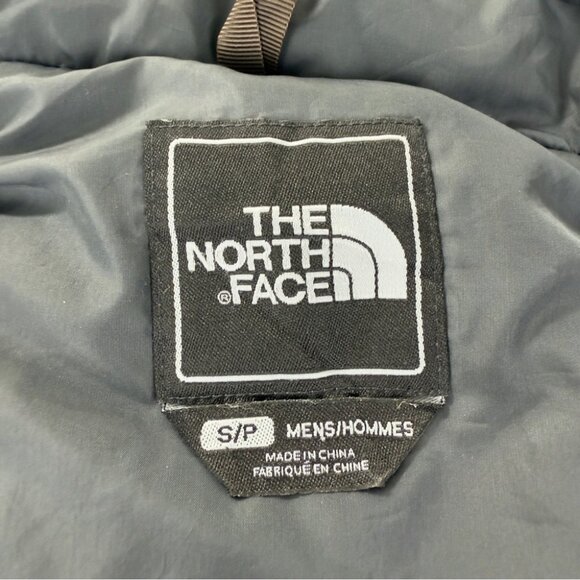 THE
NORTH
®FACE
S/P MENS/HOMMES
MADE IN CHINA
FABRIQUÉ EN CHINE